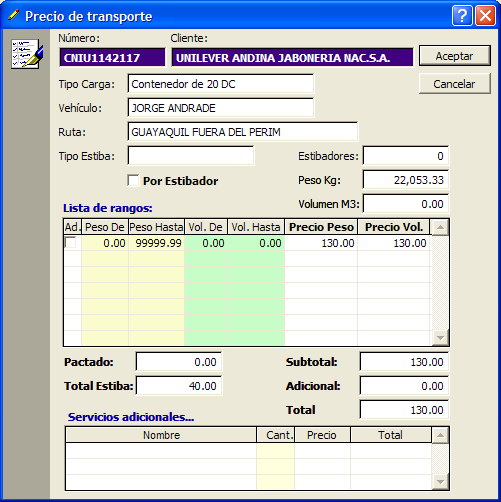 Precio de transporte
Número: Cliente:
CNIU1142117 UNILEVER ANDINA JABONERIA NAC.S.A. Aceptar
Tipo Carga: Contenedor de 20 DC Cancelar
Vehículo: JORGE ANDRADE
Ruta: GUAYAQUIL FUERA DEL PERIM
Tipo Estiba: Estibadores: 0
Por Estibador Peso Kg: 22,053.33
Volumen M3: 0.00
Lista de rangos:
Ad. Peso De Peso Hasta Vol. De Vol. Hasta Precio Peso Precio Vol.
0.00 99999.99 0.00 0.00 130.00 130.00
Pactado: 0.00 Subtotal: 130.00
Total Estiba: 40.00 Adicional: 0.00
Total 130.00
Servicios adicionales...
Nombre Cant. Precio Total